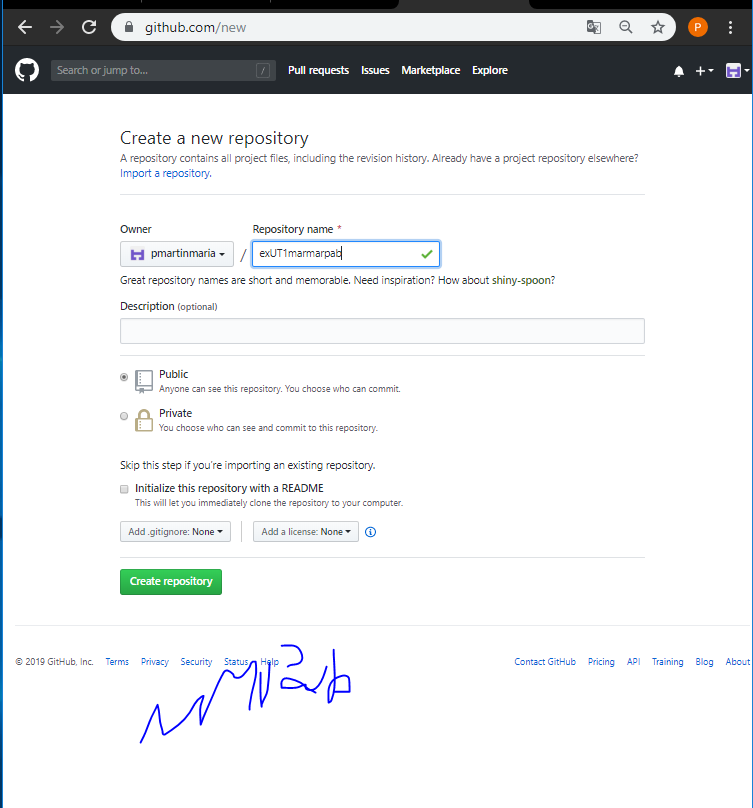 github.com/new
P
Search or jump to... /
Pull requests Issues Marketplace Explore
Create a new repository
A repository contains all project files, including the revision history. Already have a project repository elsewhere?
Import a repository.
Owner Repository name *
pmartinmaria / exUT1marmarpab
Great repository names are short and memorable. Need inspiration? How about shiny-spoon?
Description (optional)
Public
Anyone can see this repository. You choose who can commit.
Private
You choose who can see and commit to this repository.
Skip this step if you're importing an existing repository.
Initialize this repository with a README
This will let you immediately clone the repository to your computer.
Add .gitignore: None Add a license: None
Create repository
© 2019 GitHub, Inc. Terms Privacy Security Status Help Contact GitHub Pricing API Training Blog About